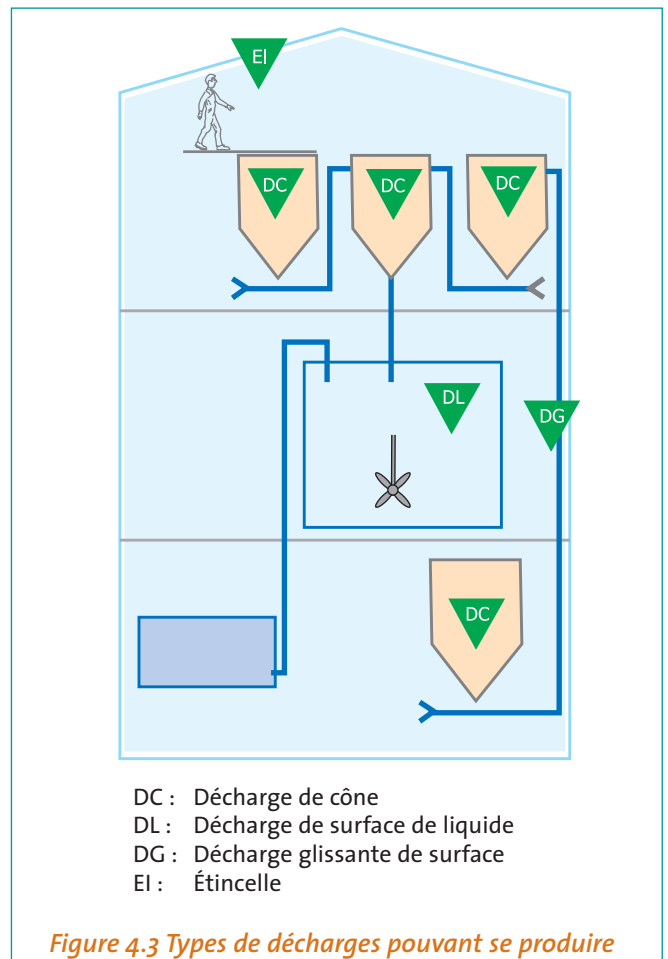 EI
DC DC DC
DL
DG
DC
DC : Décharge de cône
DL : Décharge de surface de liquide
DG : Décharge glissante de surface
EI : Étincelle
Figure 4.3 Types de décharges pouvant se produire